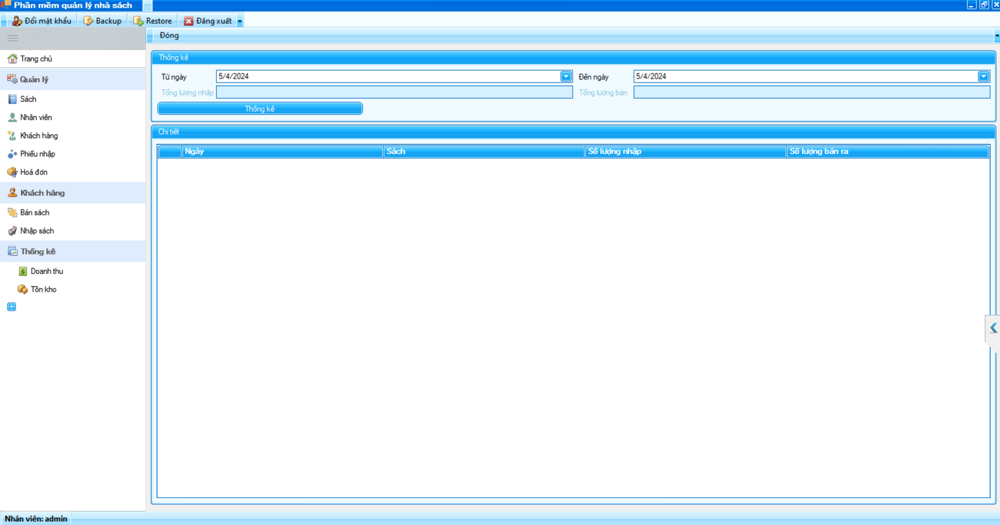 Phần mềm quản lý nhà sách
Đổi mật khẩu Backup Restore Đăng xuất
Đóng
Trang chủ
Quản lý
Sách
Nhân viên
Khách hàng
Phiếu nhập
Hoá đơn
Khách hàng
Bán sách
Nhập sách
Thống kê
Doanh thu
Tồn kho
Thống kê
Từ ngày 5/4/2024 Đến ngày 5/4/2024
Tổng lượng nhập Tổng lượng bán
Thống kê
Chi tiết
Ngày Sách Số lượng nhập Số lượng bán ra
Nhân viên: admin